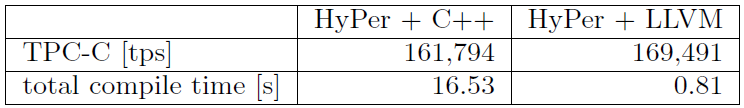 HyPer + C++ HyPer + LLVM
TPC-C [tps] 161,794 169,491
total compile time [s] 16.53 0.81